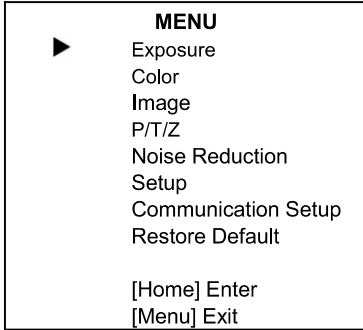 MENU
Exposure
Color
Image
P/T/Z
Noise Reduction
Setup
Communication Setup
Restore Default
[Home] Enter
[Menu] Exit